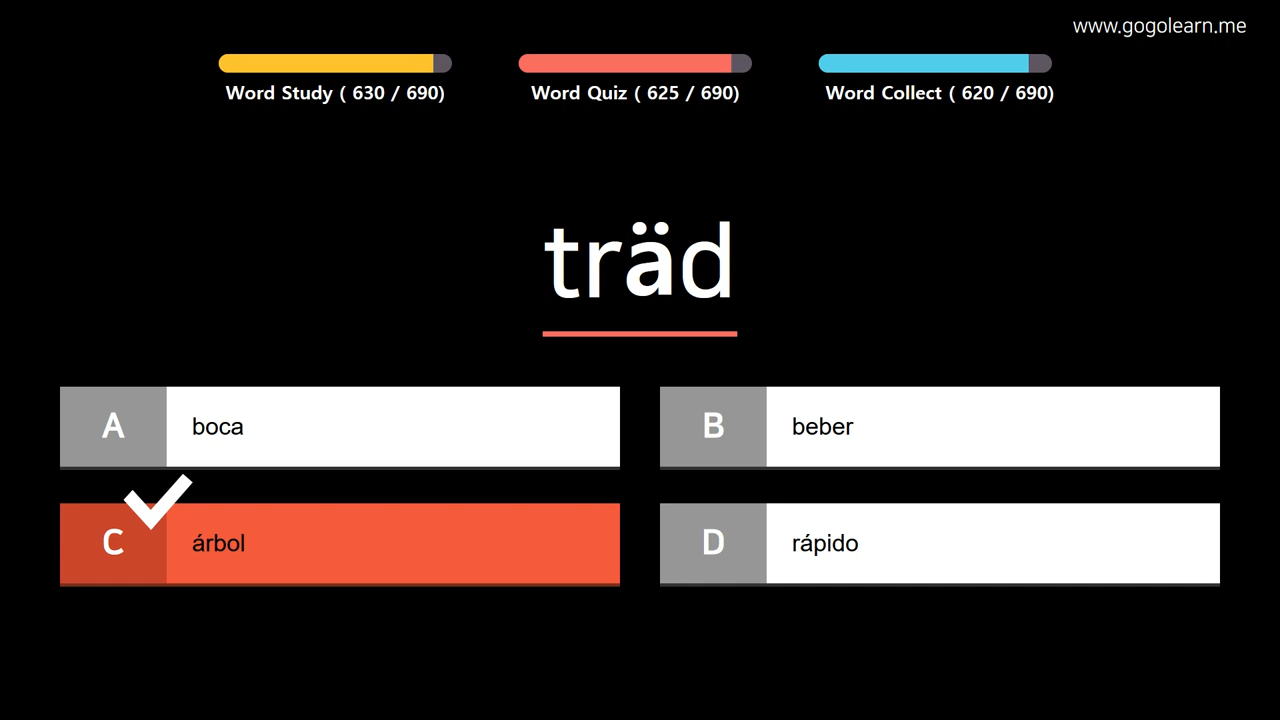 www.gogolearn.me
Word Study ( 630 / 690)
Word Quiz ( 625 / 690)
Word Collect ( 620 / 690)
träd
A boca
B beber
C árbol
D rápido